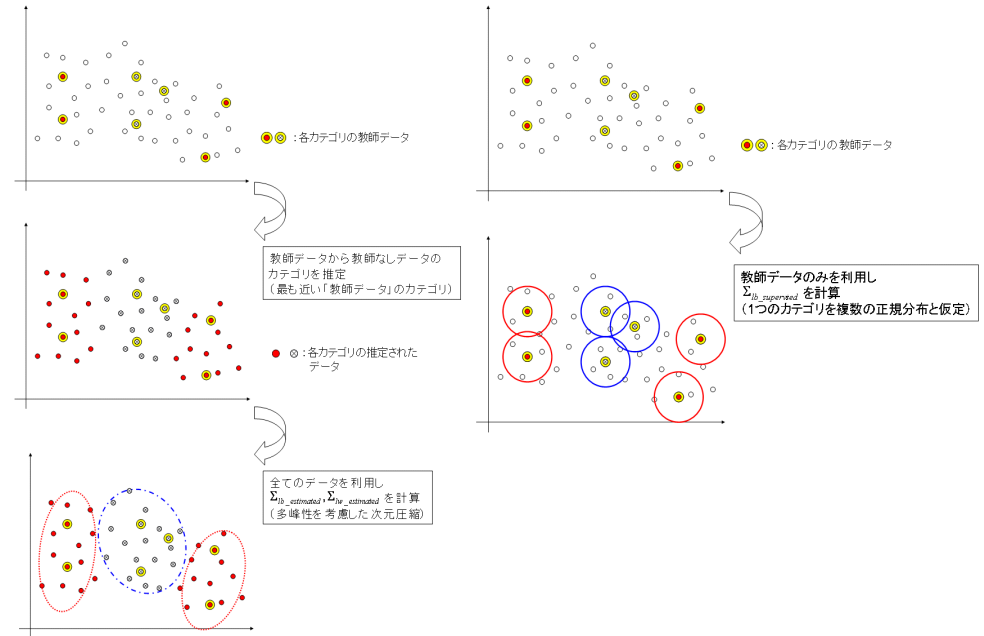 :各カテゴリの教師データ
教師データから教師なしデータの
カテゴリを推定
(最も近い「教師データ」のカテゴリ)
:各カテゴリの推定された
データ
全てのデータを利用し
Σlb_estimated,Σlw_estimated を計算
(多峰性を考慮した次元圧縮)
:各カテゴリの教師データ
教師データのみを利用し
Σlb_supervised を計算
(1つのカテゴリを複数の正規分布と仮定)